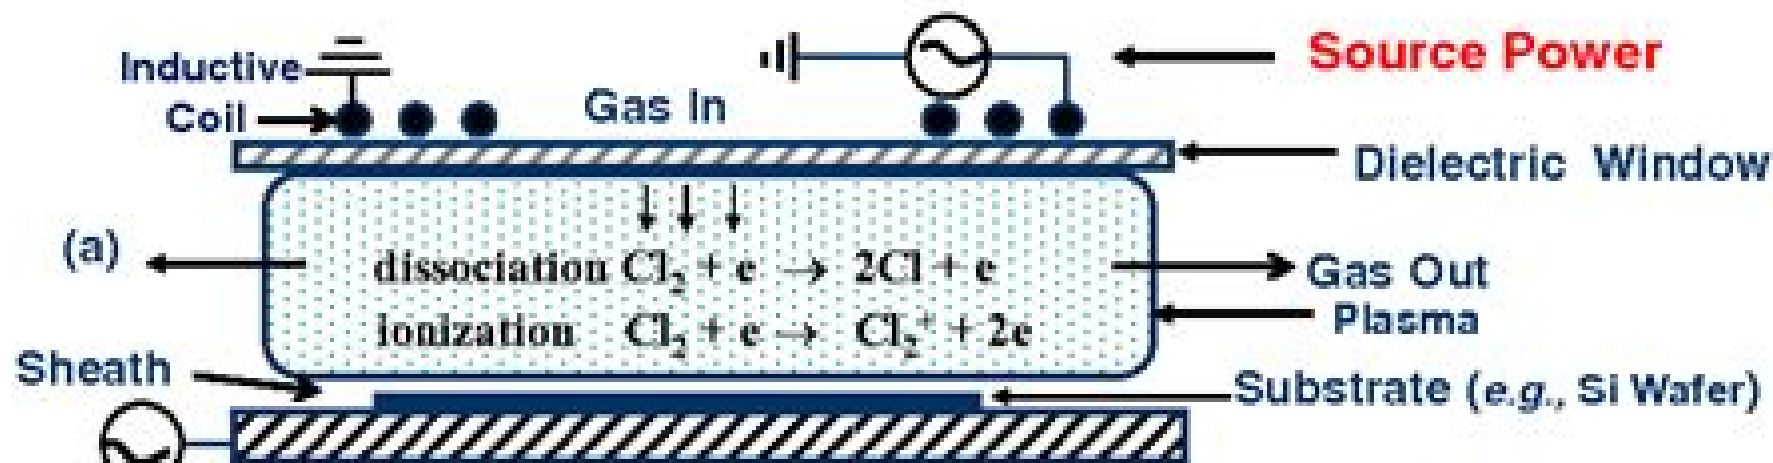 Source Power
Inductive
Coil
Gas In
Dielectric Window
(a)
dissociation Cl₂ + e → 2Cl + e
Gas Out
ionization Cl₂ + e → Cl₂⁺ + 2e
Plasma
Sheath
Substrate (e.g., Si Wafer)